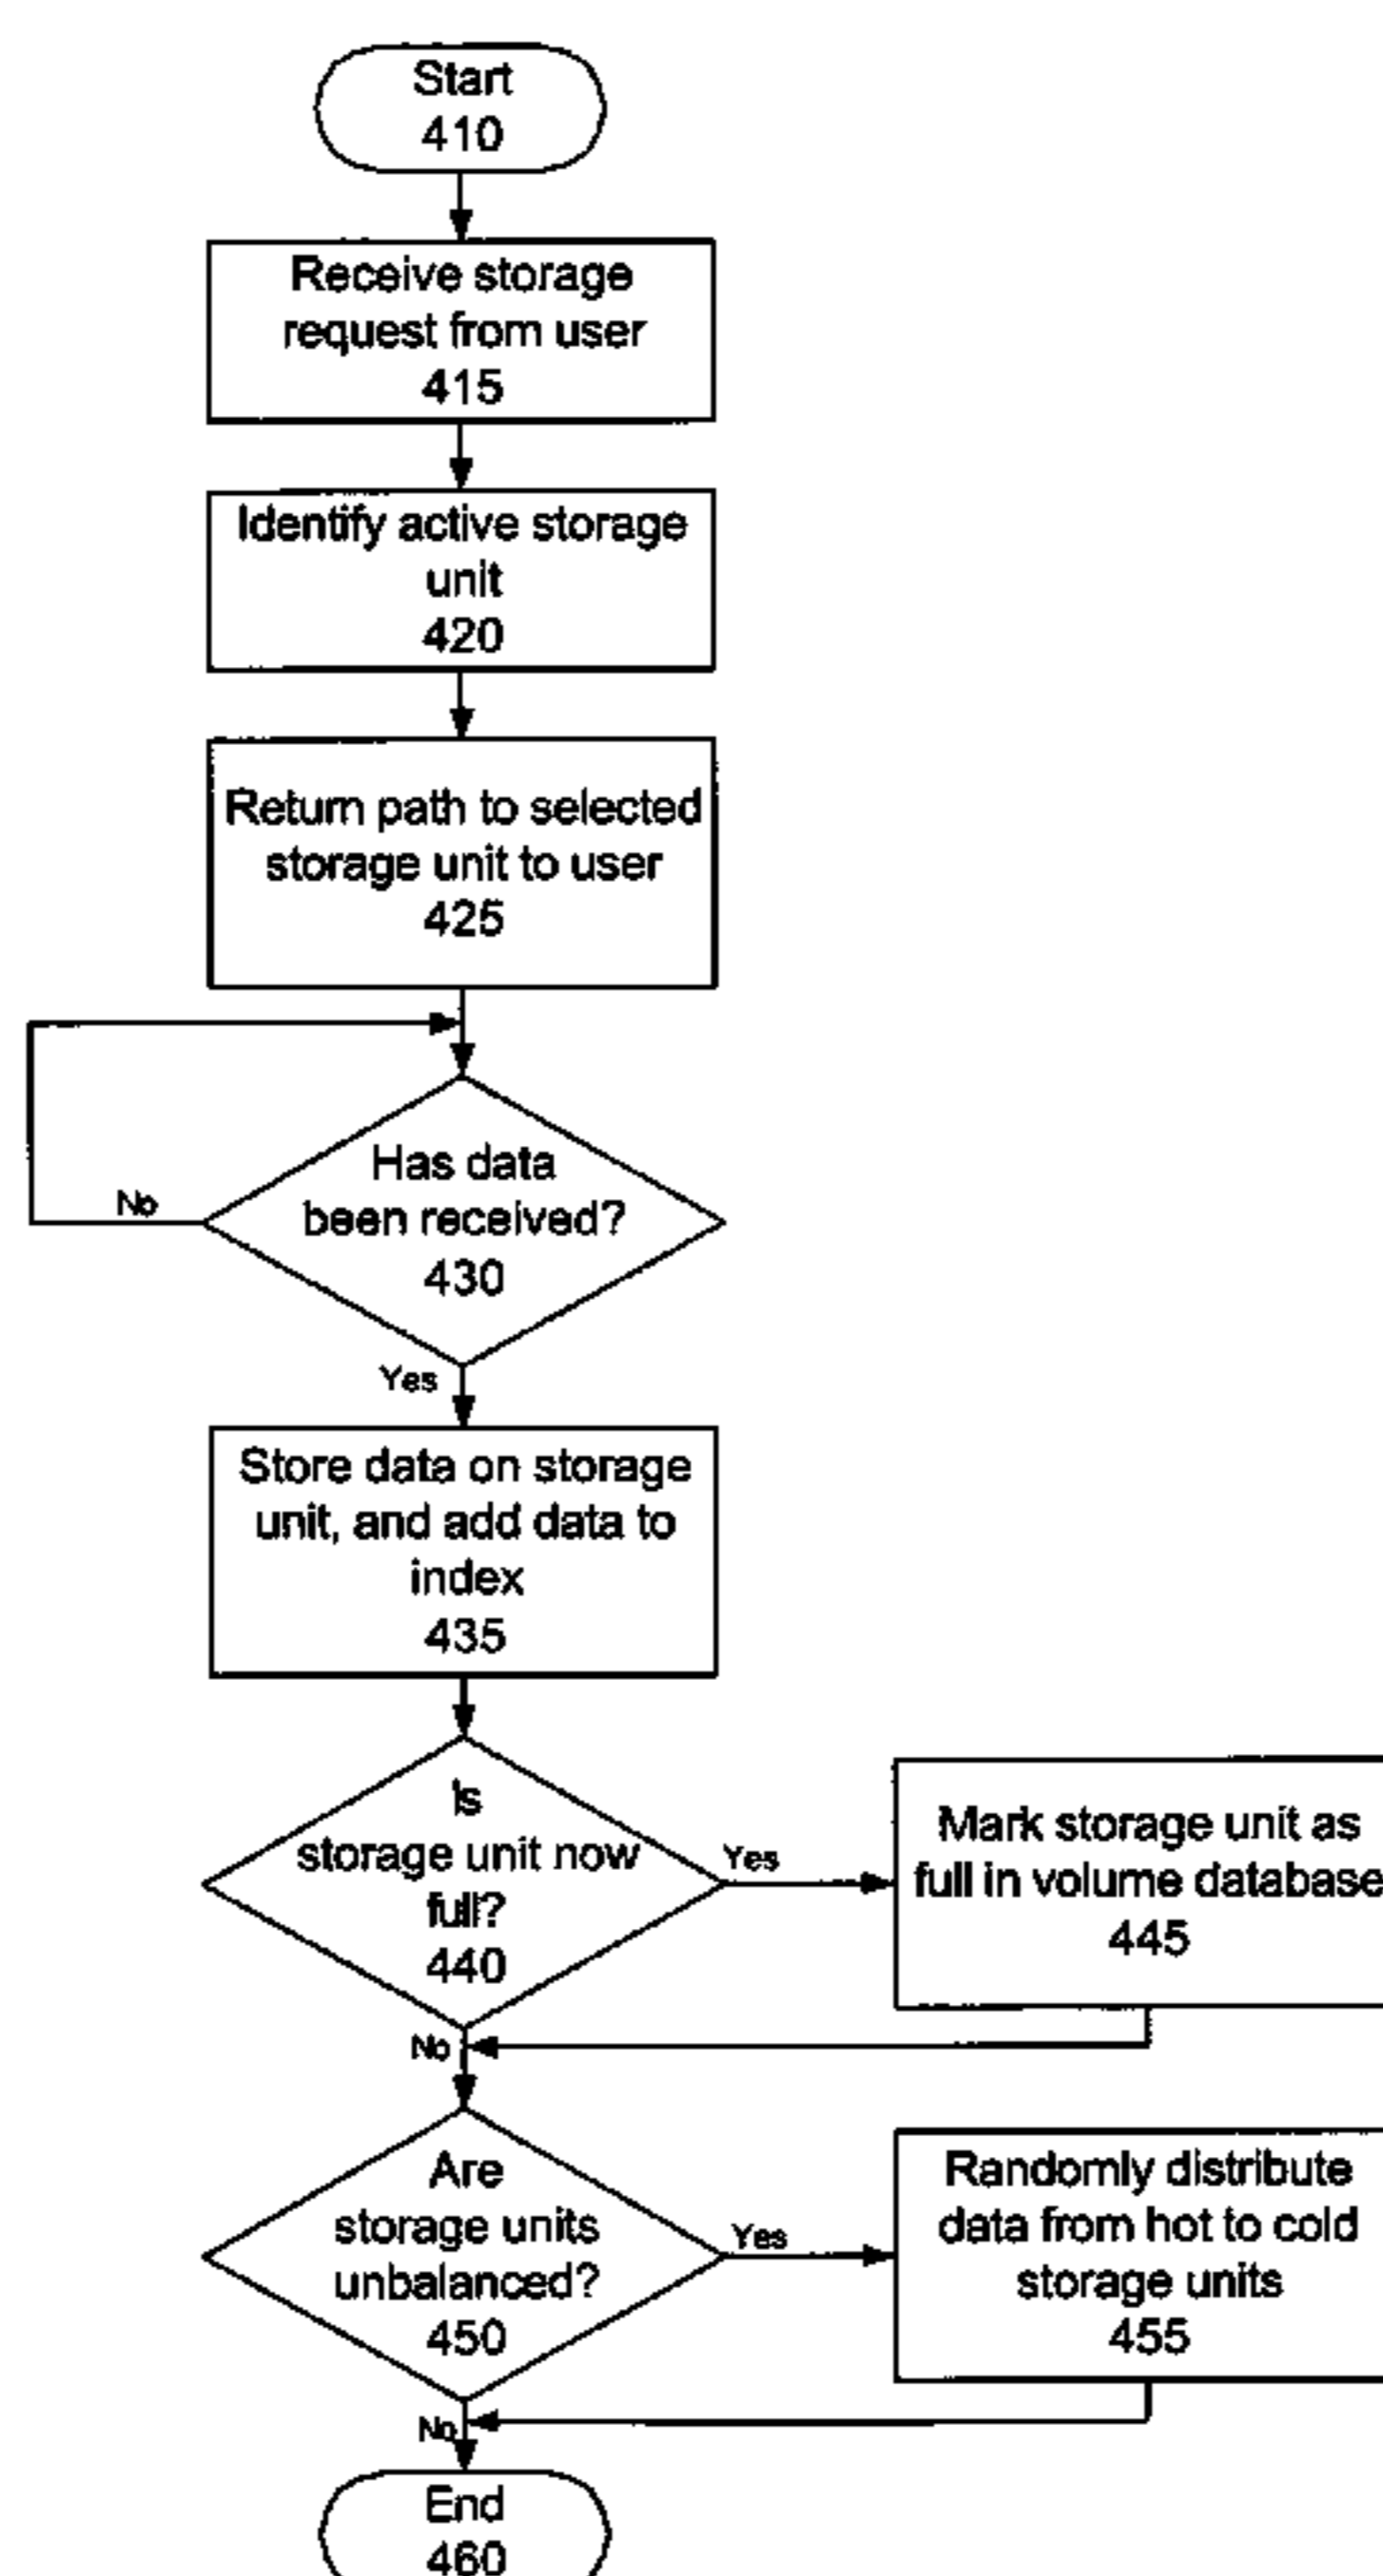 Start
410
Receive storage
request from user
415
Identify active storage
unit
420
Return path to selected
storage unit to user
425
Has data
been received?
430
No
Yes
Store data on storage
unit, and add data to
index
435
Is
storage unit now
full?
440
Yes
Mark storage unit as
full in volume database
445
No
Are
storage units
unbalanced?
450
Yes
Randomly distribute
data from hot to cold
storage units
455
No
End
460